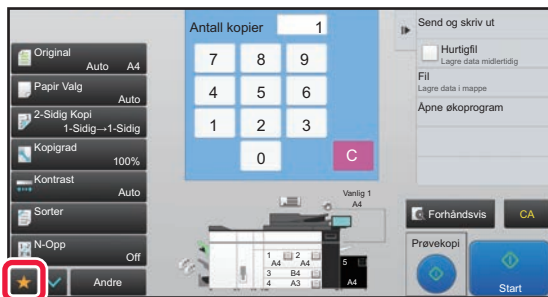 Original
Auto A4
Papir Valg
Auto
2-Sidig Kopi
1-Sidig→1-Sidig
Kopigrad
100%
Kontrast
Auto
Sorter
N-Opp
Off
Andre
Antall kopier 1
7 8 9
4 5 6
1 2 3
0 C
Vanlig 1
A4
1 A4 2 A4
3 B4
4 A3
5 A4
Send og skriv ut
Hurtigfil
Lagre data midlertidig
Fil
Lagre data i mappe
Åpne økoprogram
Forhåndsvis CA
Prøvekopi
Start